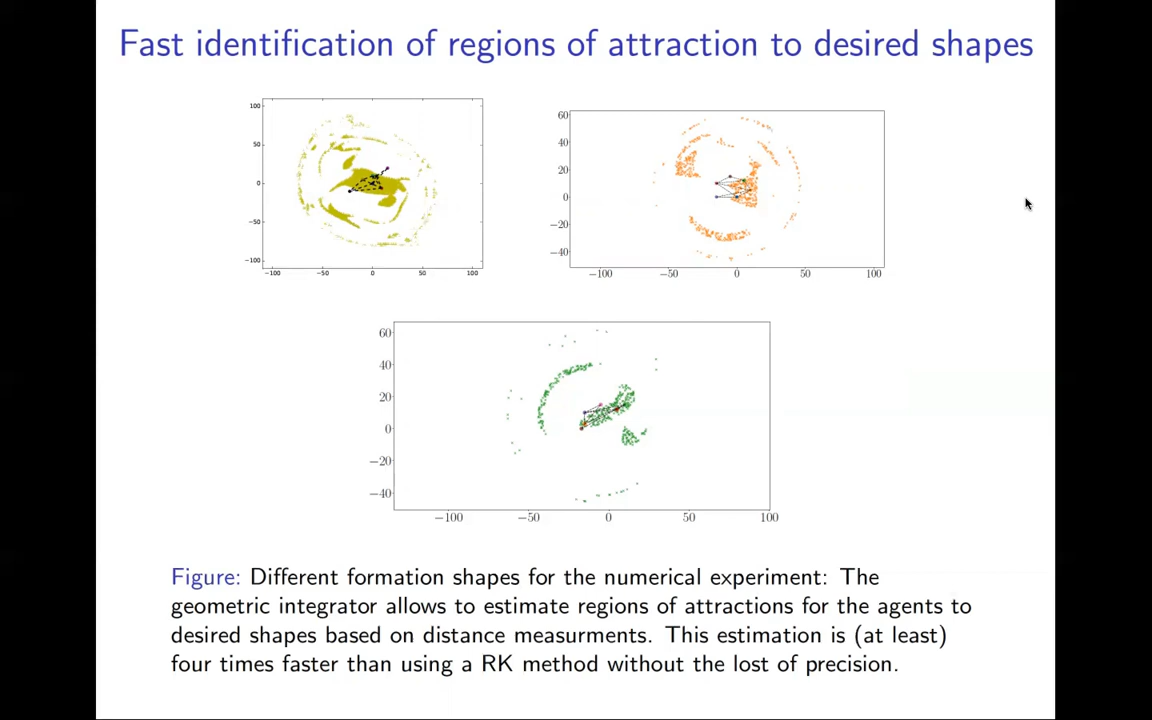 Fast identification of regions of attraction to desired shapes
100
50
0
−50
−100
−100 −50 0 50 100
60
40
20
0
−20
−40
−100 −50 0 50 100
60
40
20
0
−20
−40
−100 −50 0 50 100
Figure: Different formation shapes for the numerical experiment: The
geometric integrator allows to estimate regions of attractions for the agents to
desired shapes based on distance measurments. This estimation is (at least)
four times faster than using a RK method without the lost of precision.